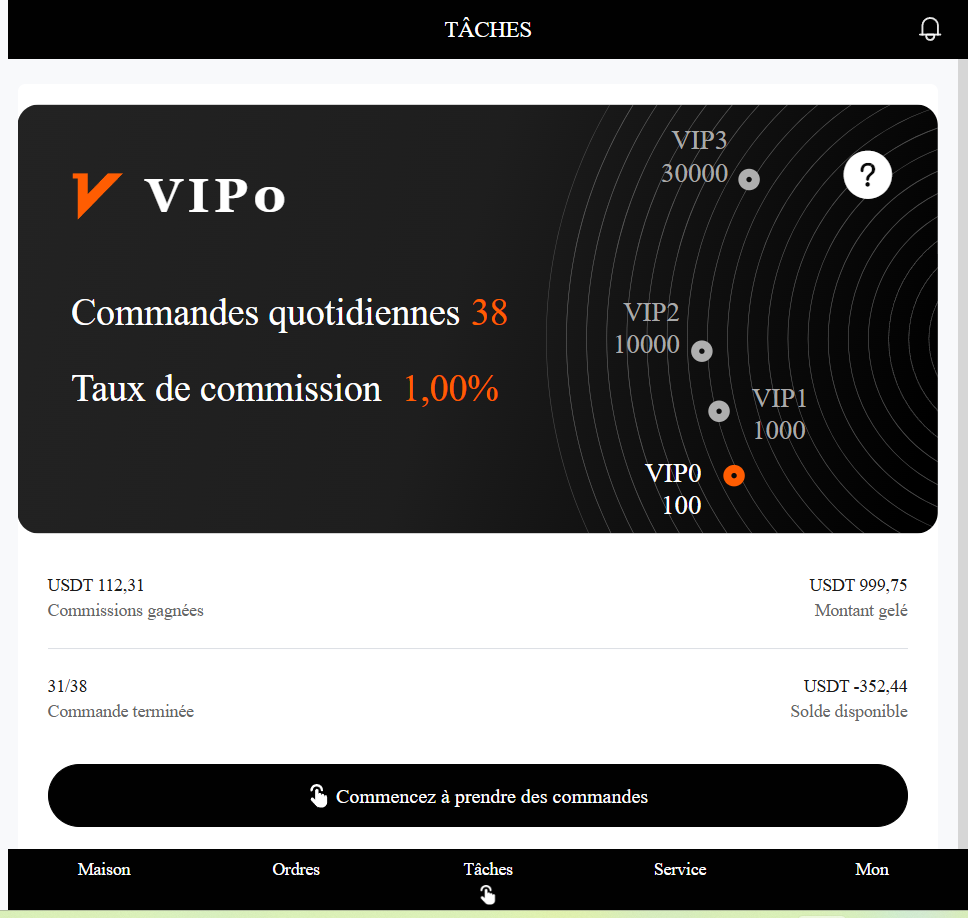 TÂCHES
VIPo
Commandes quotidiennes 38
Taux de commission 1,00%
VIP3
30000
?
VIP2
10000
VIP1
1000
VIP0
100
USDT 112,31
Commissions gagnées
USDT 999,75
Montant gelé
31/38
Commande terminée
USDT -352,44
Solde disponible
Commencez à prendre des commandes
Maison
Ordres
Tâches
Service
Mon